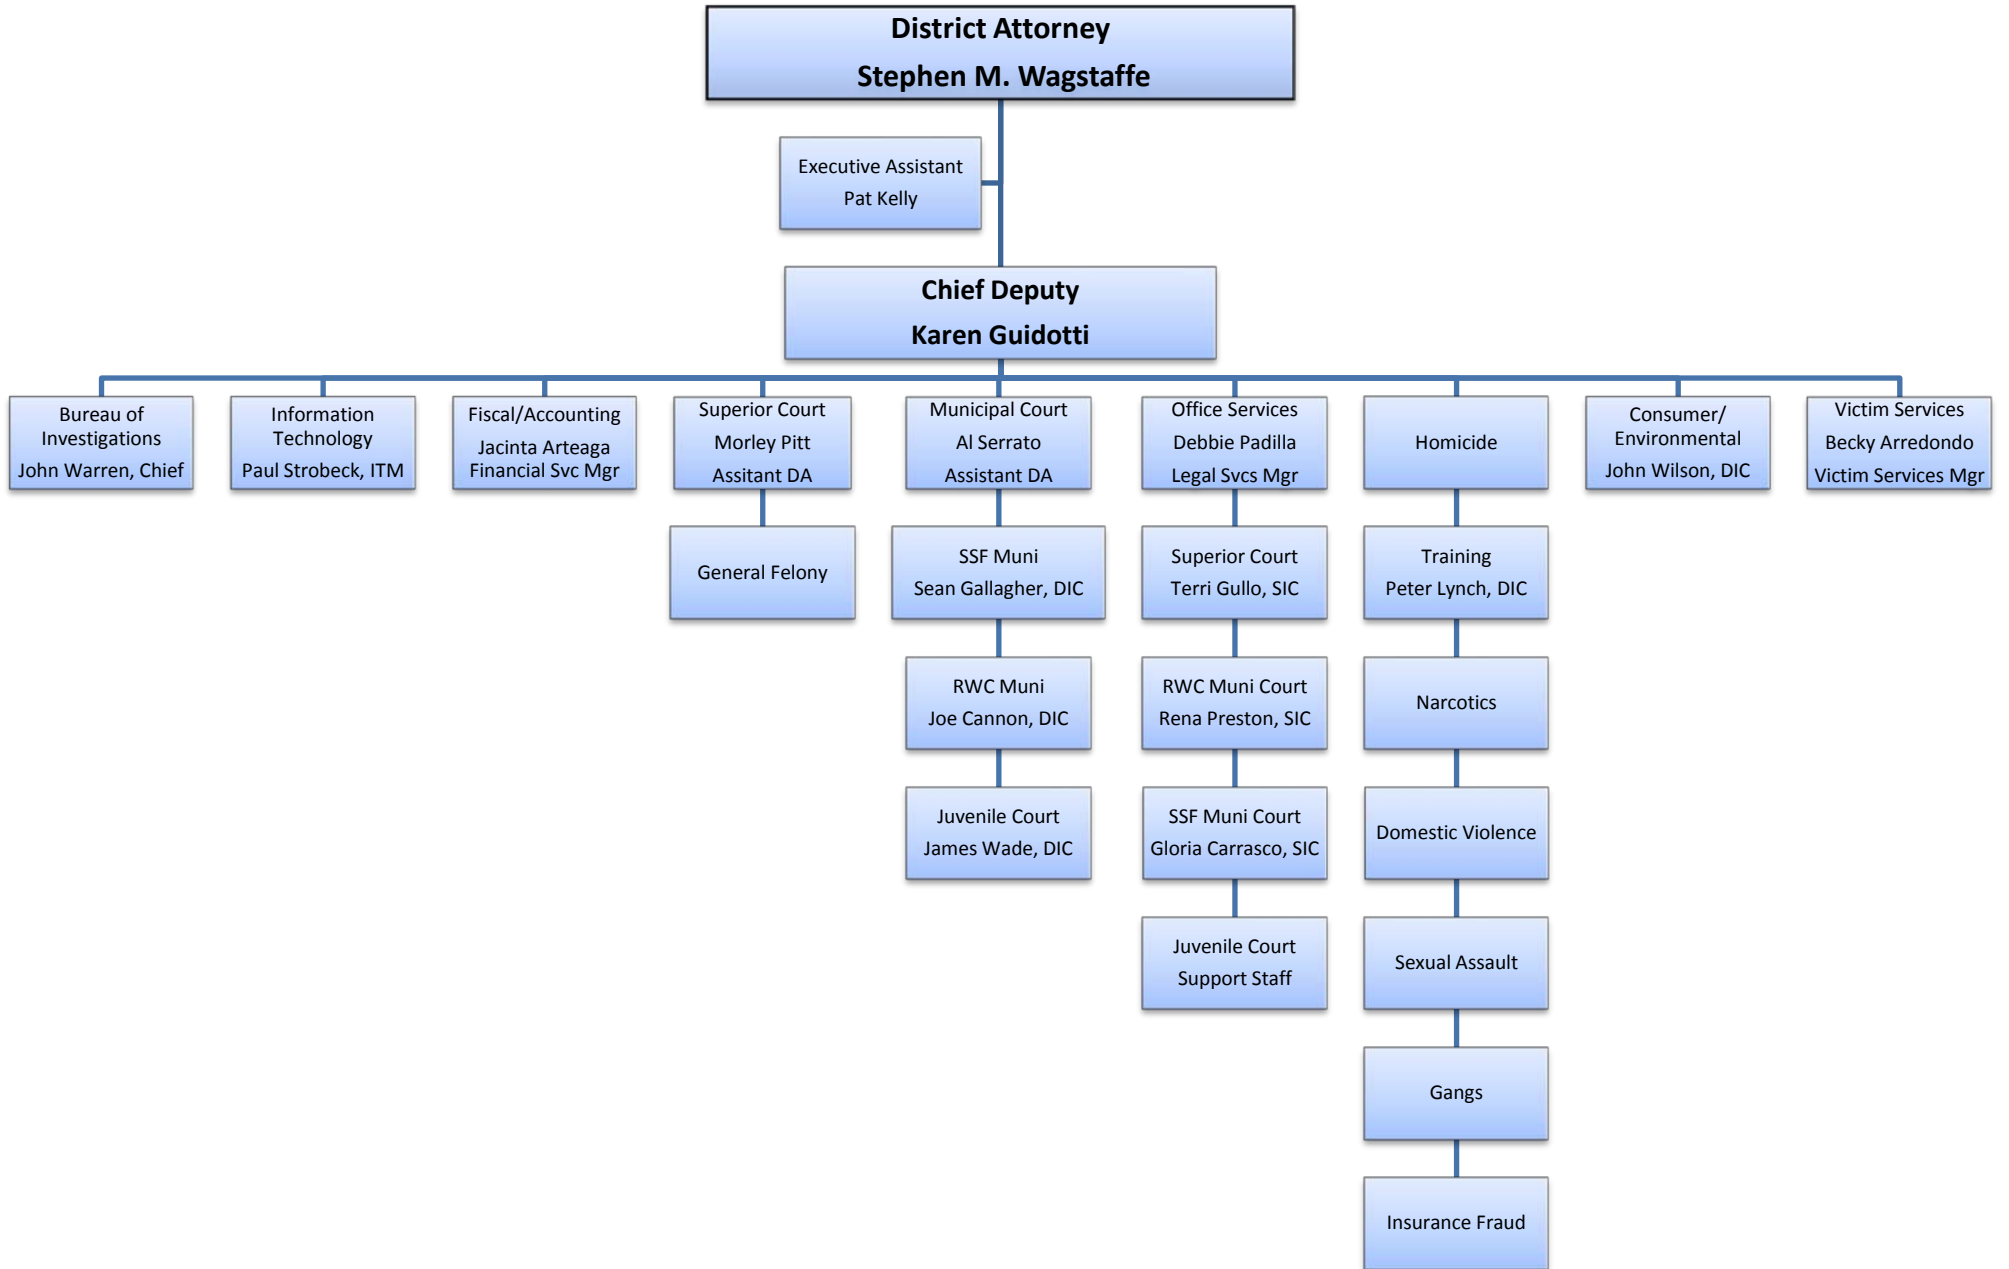 District Attorney
Stephen M. Wagstaffe
Executive Assistant
Pat Kelly
Chief Deputy
Karen Guidotti
Bureau of
Investigations
John Warren, Chief
Information
Technology
Paul Strobeck, ITM
Fiscal/Accounting
Jacinta Arteaga
Financial Svc Mgr
Superior Court
Morley Pitt
Assitant DA
General Felony
Municipal Court
Al Serrato
Assistant DA
SSF Muni
Sean Gallagher, DIC
RWC Muni
Joe Cannon, DIC
Juvenile Court
James Wade, DIC
Office Services
Debbie Padilla
Legal Svcs Mgr
Superior Court
Terri Gullo, SIC
RWC Muni Court
Rena Preston, SIC
SSF Muni Court
Gloria Carrasco, SIC
Juvenile Court
Support Staff
Homicide
Training
Peter Lynch, DIC
Narcotics
Domestic Violence
Sexual Assault
Gangs
Insurance Fraud
Consumer/
Environmental
John Wilson, DIC
Victim Services
Becky Arredondo
Victim Services Mgr